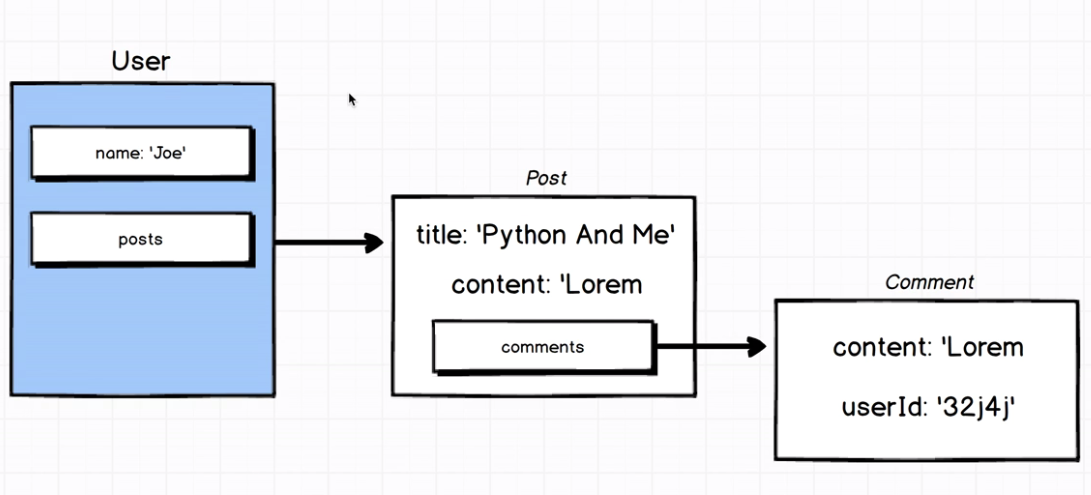 User
name: 'Joe'
posts
Post
title: 'Python And Me'
content: 'Lorem
comments
Comment
content: 'Lorem
userId: '32j4j'